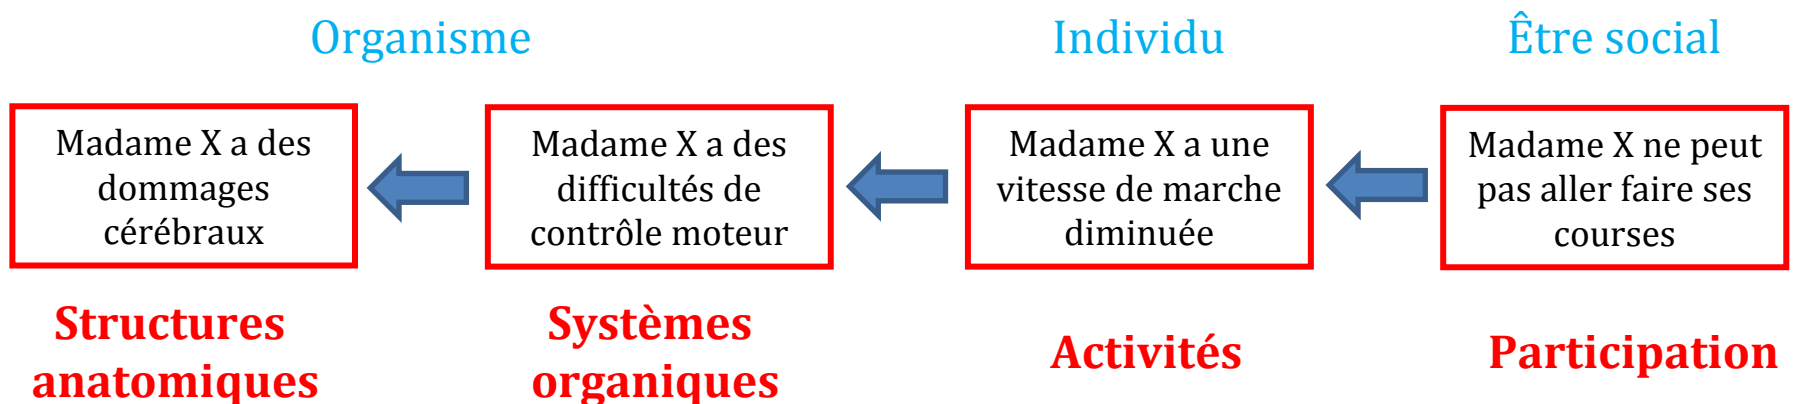 Organisme
Individu
Être social
Madame X a des
dommages
cérébraux
Madame X a des
difficultés de
contrôle moteur
Madame X a une
vitesse de marche
diminuée
Madame X ne peut
pas aller faire ses
courses
Structures
anatomiques
Systèmes
organiques
Activités
Participation